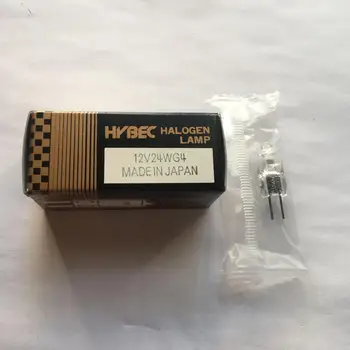 HYBEC HALOGEN
LAMP
12V24WG4
MADE IN JAPAN